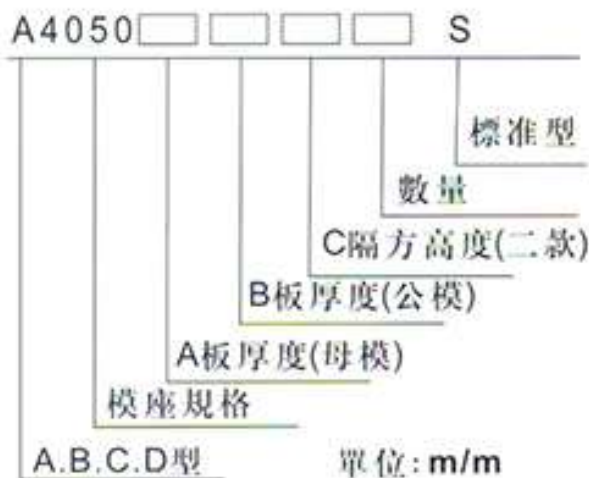 A4050 S
標准型
數量
C隔方高度(二款)
B板厚度(公模)
A板厚度(母模)
模座規格
A.B.C.D型
單位: m/m